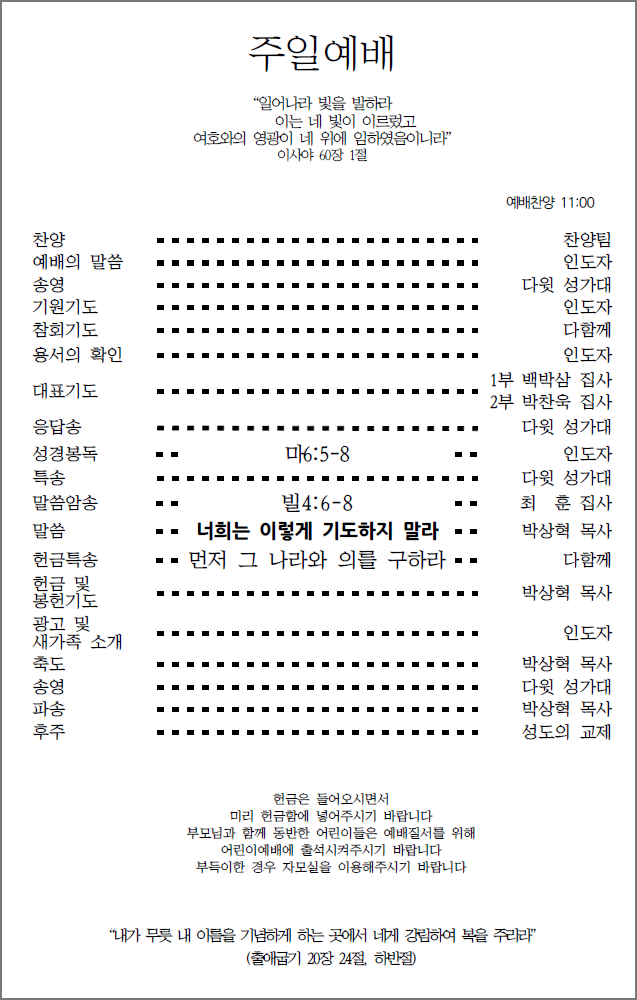 주일예배
“일어나라 빛을 발하라
이는 네 빛이 이르렀고
여호와의 영광이 네 위에 임하였음이니라”
이사야 60장 1절
예배찬양 11:00
찬양 찬양팀
예배의 말씀 인도자
송영 다윗 성가대
기원기도 인도자
참회기도 다함께
용서의 확인 인도자
대표기도 1부 백박삼 집사
2부 박찬욱 집사
응답송 다윗 성가대
성경봉독 마6:5-8 인도자
특송 다윗 성가대
말씀암송 빌4:6-8 최 훈 집사
말씀 너희는 이렇게 기도하지 말라 박상혁 목사
헌금특송 먼저 그 나라와 의를 구하라 다함께
헌금 및
봉헌기도 박상혁 목사
광고 및
새가족 소개 인도자
축도 박상혁 목사
송영 다윗 성가대
파송 박상혁 목사
후주 성도의 교제
헌금은 들어오시면서
미리 헌금함에 넣어주시기 바랍니다
부모님과 함께 동반한 어린이들은 예배질서를 위해
어린이예배에 출석시켜주시기 바랍니다
부득이한 경우 자모실을 이용해주시기 바랍니다
“내가 무릇 내 이름을 기념하게 하는 곳에서 네게 강림하여 복을 주리라”
(출애굽기 20장 24절, 하반절)